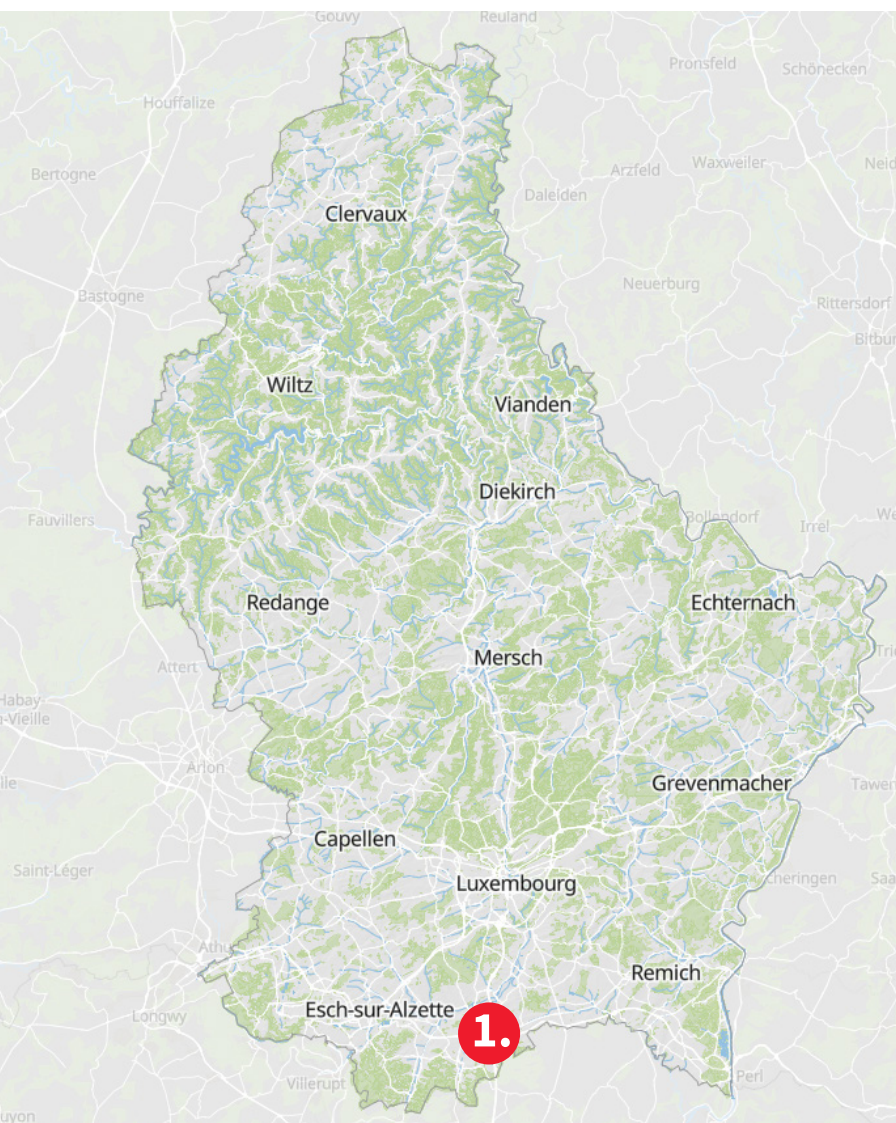 Gouvy
Reuland
Pronsfeld
Schönecken
Houffalize
Bertogne
Arzfeld
Waxweiler
Daleiden
Clervaux
Neuerburg
Bastogne
Rittersdorf
Wiltz
Vianden
Diekirch
Fauvillers
Bollendorf
Irrel
Redange
Echternach
Mersch
Attert
Habay-
-Vieille
Arlon
Grevenmacher
Capellen
Saint-Léger
Luxembourg
Remich
Esch-sur-Alzette
Longwy
1.
Villerupt
Perl